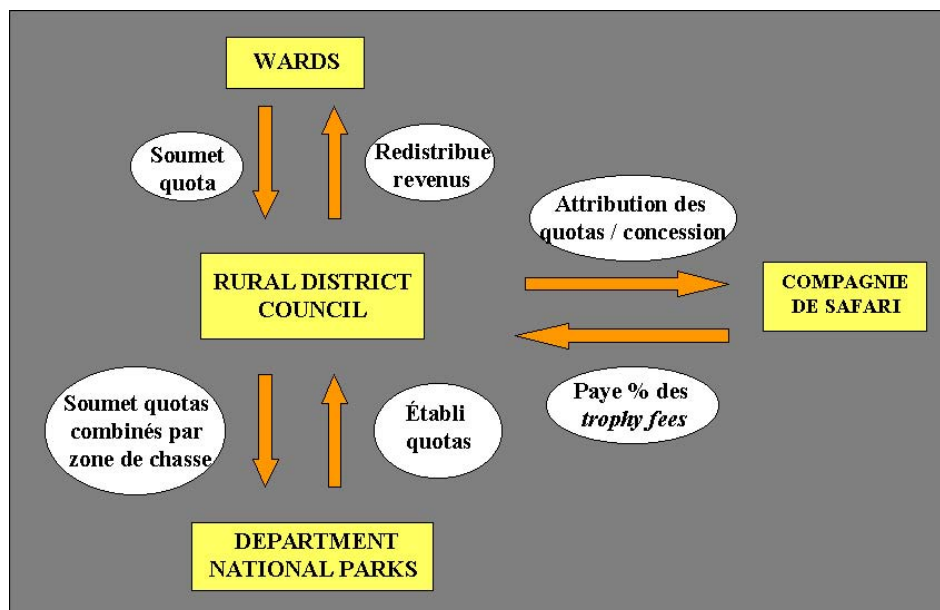 WARDS
Soumet
quota
Redistribue
revenus
Attribution des
quotas / concession
RURAL DISTRICT
COUNCIL
COMPAGNIE
DE SAFARI
Paye % des
trophy fees
Soumet quotas
combinés par
zone de chasse
Établi
quotas
DEPARTMENT
NATIONAL PARKS